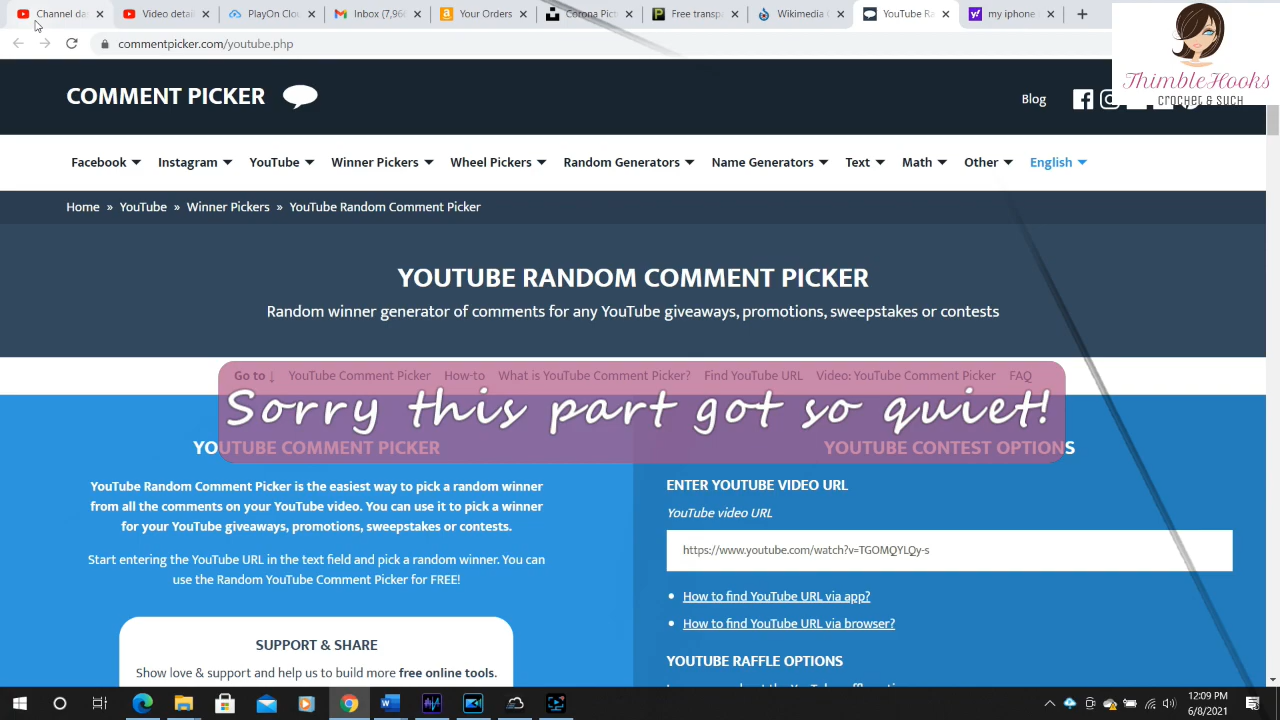 Channel da
Video detai
PlayOn Clou
Inbox (7,96
Your Orders
Corona Pict
Free transp
Wikimedia
YouTube Ra
my iphone
commentpicker.com/youtube.php
ThimbleHooks
Crochet & Such
COMMENT PICKER
Blog
Facebook
Instagram
YouTube
Winner Pickers
Wheel Pickers
Random Generators
Name Generators
Text
Math
Other
English
Home » YouTube » Winner Pickers » YouTube Random Comment Picker
YOUTUBE RANDOM COMMENT PICKER
Random winner generator of comments for any YouTube giveaways, promotions, sweepstakes or contests
Go to ↓ YouTube Comment Picker How-to What is YouTube Comment Picker? Find YouTube URL Video: YouTube Comment Picker FAQ
Sorry this part got so quiet!
YOUTUBE COMMENT PICKER
YouTube Random Comment Picker is the easiest way to pick a random winner
from all the comments on your YouTube video. You can use it to pick a winner
for your YouTube giveaways, promotions, sweepstakes or contests.
Start entering the YouTube URL in the text field and pick a random winner. You can
use the Random YouTube Comment Picker for FREE!
SUPPORT & SHARE
Show love & support and help us to build more free online tools.
YOUTUBE CONTEST OPTIONS
ENTER YOUTUBE VIDEO URL
YouTube video URL
https://www.youtube.com/watch?v=TGOMQYLQy-s
How to find YouTube URL via app?
How to find YouTube URL via browser?
YOUTUBE RAFFLE OPTIONS
12:09 PM
6/8/2021